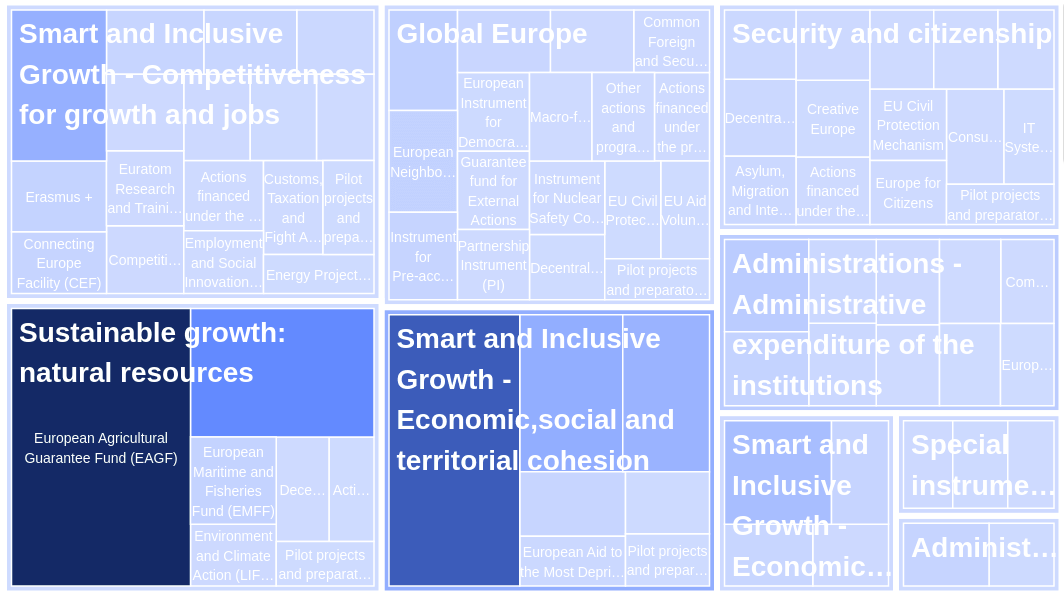 Smart and Inclusive
Growth - Competitiveness
for growth and jobs
Erasmus +
Connecting
Europe
Facility (CEF)
Euratom
Research
and Traini...
Competiti...
Actions
financed
under the ...
Employment
and Social
Innovation...
Customs,
Taxation
and
Fight A...
Pilot
projects
and
prepa...
Energy Project...
Global Europe
European
Neighbo...
Instrument
for
Pre-acc...
European
Instrument
for
Democra...
Guarantee
fund for
External
Actions
Partnership
Instrument
(PI)
Macro-f...
Instrument
for Nuclear
Safety Co...
Decentral...
Common
Foreign
and Secu...
Other
actions
and
progra...
Actions
financed
under
the pr...
EU Civil
Protec...
EU Aid
Volun...
Pilot projects
and preparato...
Security and citizenship
Decentra...
Asylum,
Migration
and Inte...
Creative
Europe
Actions
financed
under the...
EU Civil
Protection
Mechanism
Europe for
Citizens
Consu...
IT
Syste...
Pilot projects
and preparator...
Sustainable growth:
natural resources
European Agricultural
Guarantee Fund (EAGF)
European
Maritime and
Fisheries
Fund (EMFF)
Environment
and Climate
Action (LIF...
Dece...
Acti...
Pilot projects
and preparat...
Smart and Inclusive
Growth -
Economic,social and
territorial cohesion
European Aid to
the Most Depri...
Pilot projects
and prepar...
Administrations -
Administrative
expenditure of the
institutions
Com...
Europ...
Smart and
Inclusive
Growth -
Economic...
Special
instrume...
Administ...